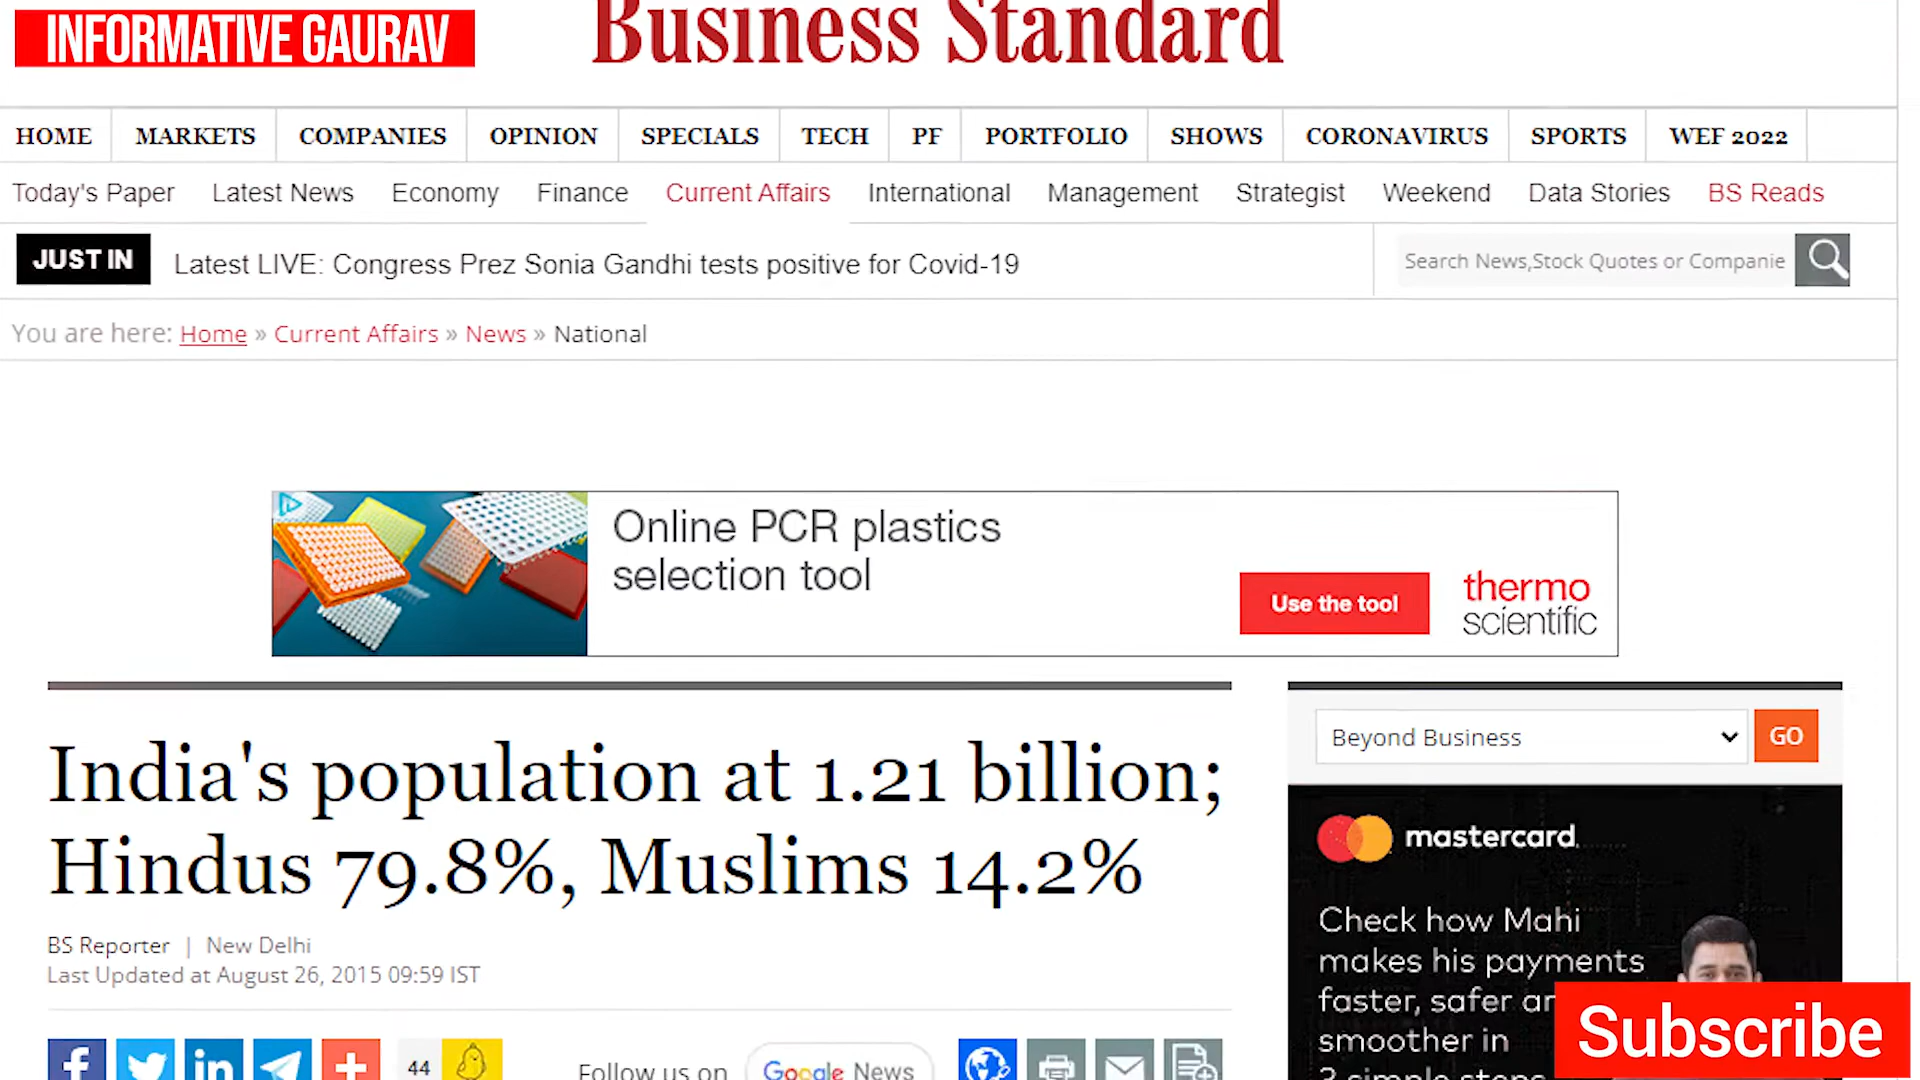 INFORMATIVE GAURAV
Business Standard
HOME MARKETS COMPANIES OPINION SPECIALS TECH PF PORTFOLIO SHOWS CORONAVIRUS SPORTS WEF 2022
Today's Paper Latest News Economy Finance Current Affairs International Management Strategist Weekend Data Stories BS Reads
JUST IN Latest LIVE: Congress Prez Sonia Gandhi tests positive for Covid-19
Search News,Stock Quotes or Companie
You are here: Home » Current Affairs » News » National
Online PCR plastics
selection tool
Use the tool
thermo
scientific
India's population at 1.21 billion;
Hindus 79.8%, Muslims 14.2%
BS Reporter | New Delhi
Last Updated at August 26, 2015 09:59 IST
44
Follow us on Google News
Beyond Business GO
mastercard.
Check how Mahi
makes his payments
faster, safer
smoother in
3 simple steps
Subscribe